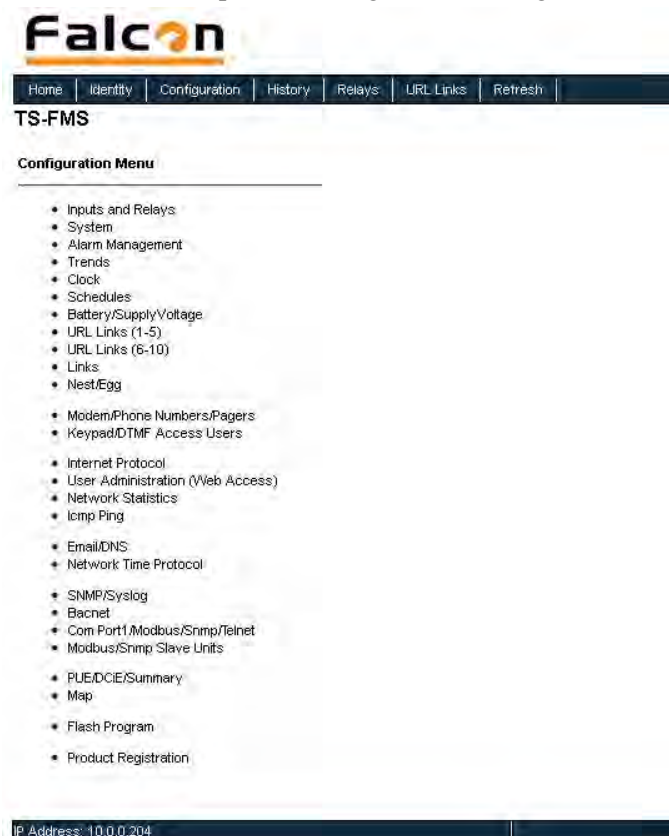 Falcon
Home Identity Configuration History Relays URL Links Refresh
TS-FMS
Configuration Menu
• Inputs and Relays
• System
• Alarm Management
• Trends
• Clock
• Schedules
• Battery/SupplyVoltage
• URL Links (1-5)
• URL Links (6-10)
• Links
• Nest/Egg
• Modem/Phone Numbers/Pagers
• Keypad/DTMF Access Users
• Internet Protocol
• User Administration (Web Access)
• Network Statistics
• Icmp Ping
• Email/DNS
• Network Time Protocol
• SNMP/Syslog
• Bacnet
• Com Port1/Modbus/Snmp/Telnet
• Modbus/Snmp Slave Units
• PUE/DCiE/Summary
• Map
• Flash Program
• Product Registration
IP Address: 10.0.0.204